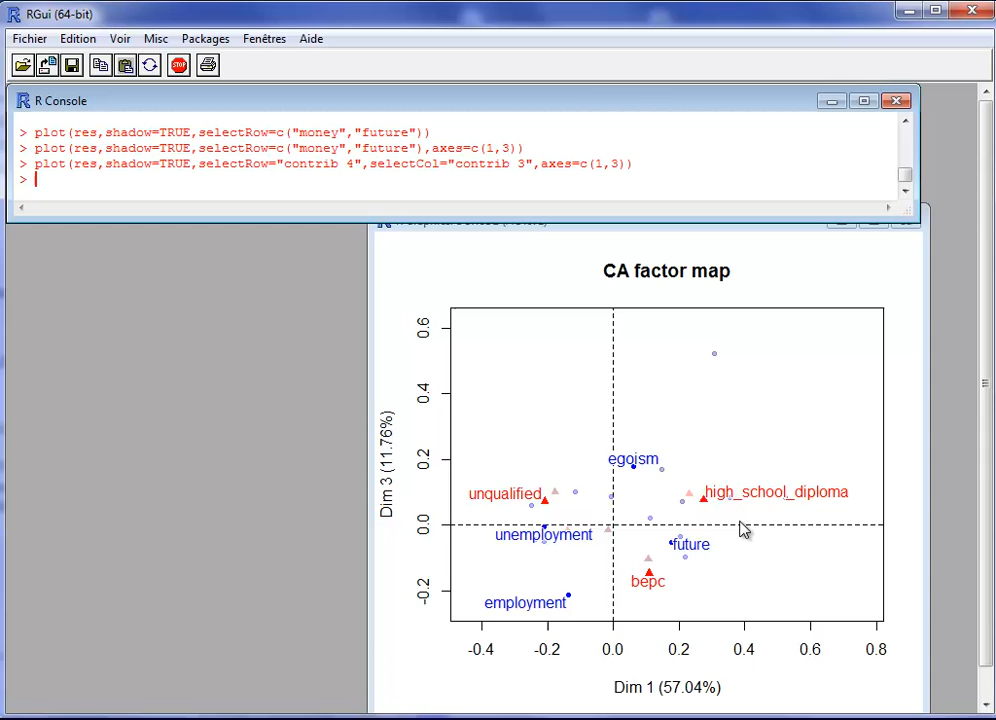 RGui (64-bit)
Fichier Edition Voir Misc Packages Fenêtres Aide
STOP
R Console
> plot(res,shadow=TRUE,selectRow=c("money","future"))
> plot(res,shadow=TRUE,selectRow=c("money","future"),axes=c(1,3))
> plot(res,shadow=TRUE,selectRow="contrib 4",selectCol="contrib 3",axes=c(1,3))
>
CA factor map
0.6
0.4
0.2
0.0
-0.2
Dim 3 (11.76%)
egoism
unqualified
high_school_diploma
unemployment
future
bepc
employment
-0.4 -0.2 0.0 0.2 0.4 0.6 0.8
Dim 1 (57.04%)